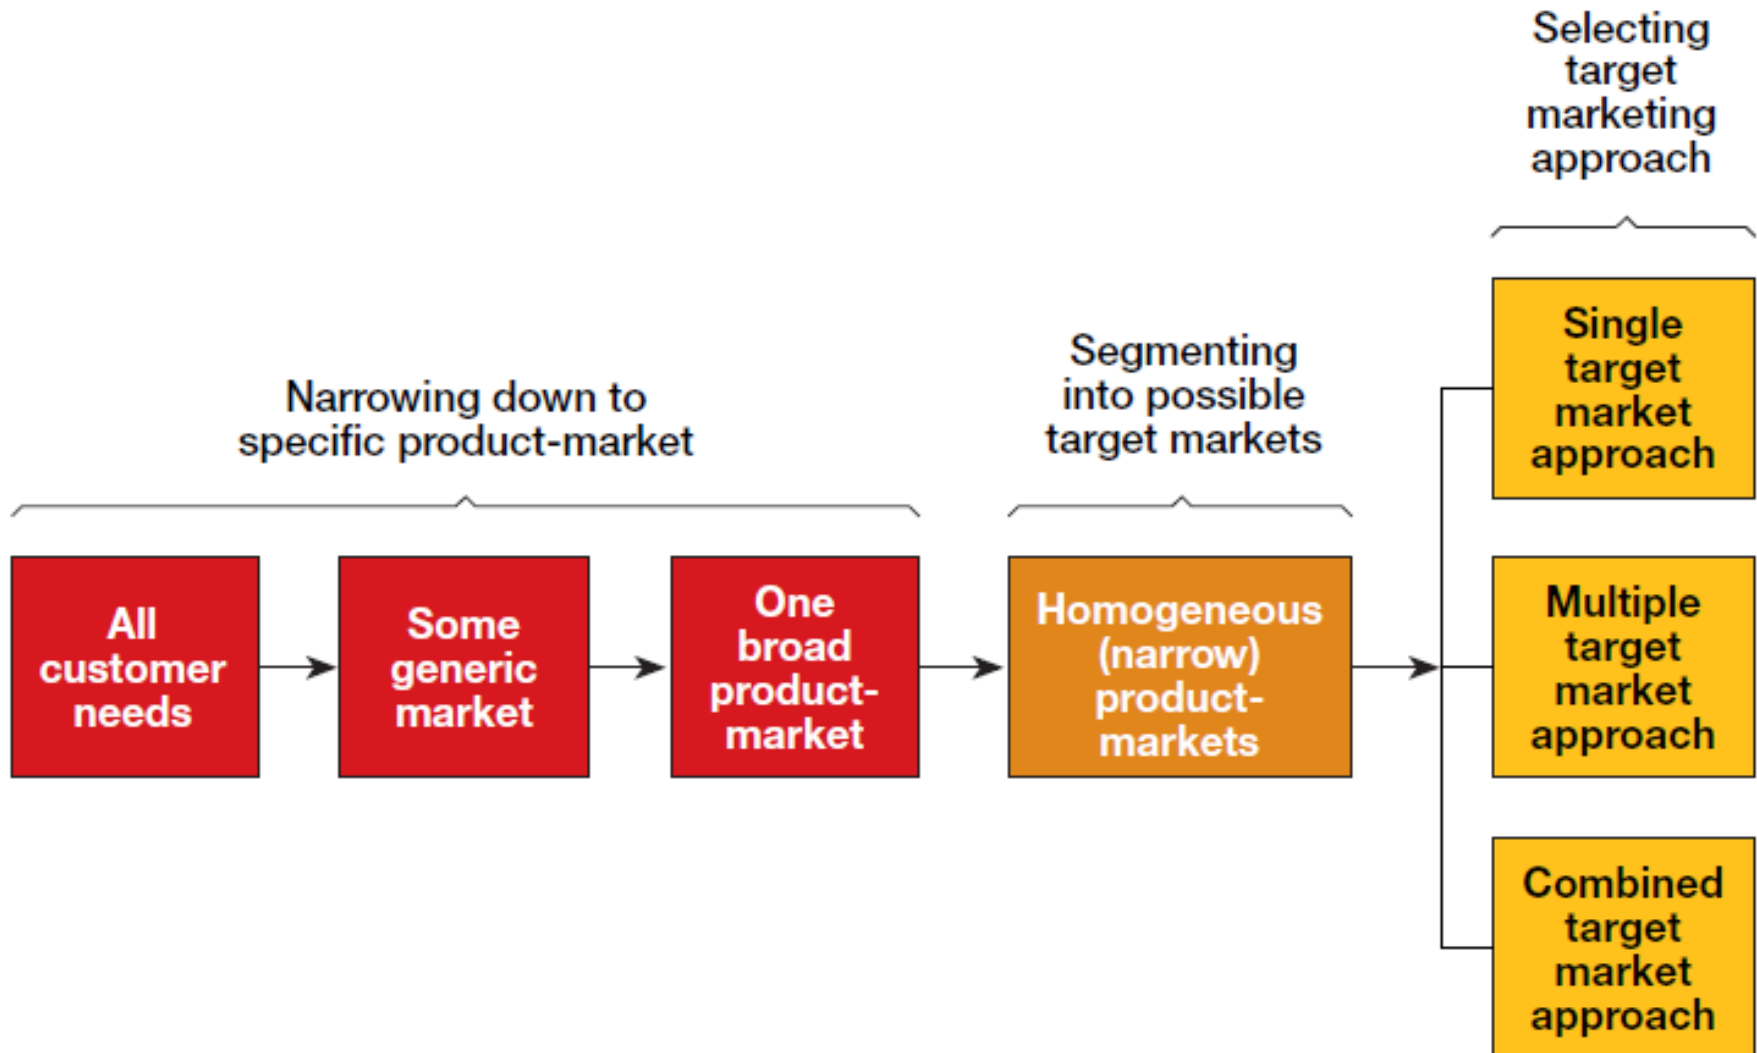 Selecting
target
marketing
approach
Narrowing down to
specific product-market
Segmenting
into possible
target markets
All
customer
needs
Some
generic
market
One
broad
product-
market
Homogeneous
(narrow)
product-
markets
Single
target
market
approach
Multiple
target
market
approach
Combined
target
market
approach